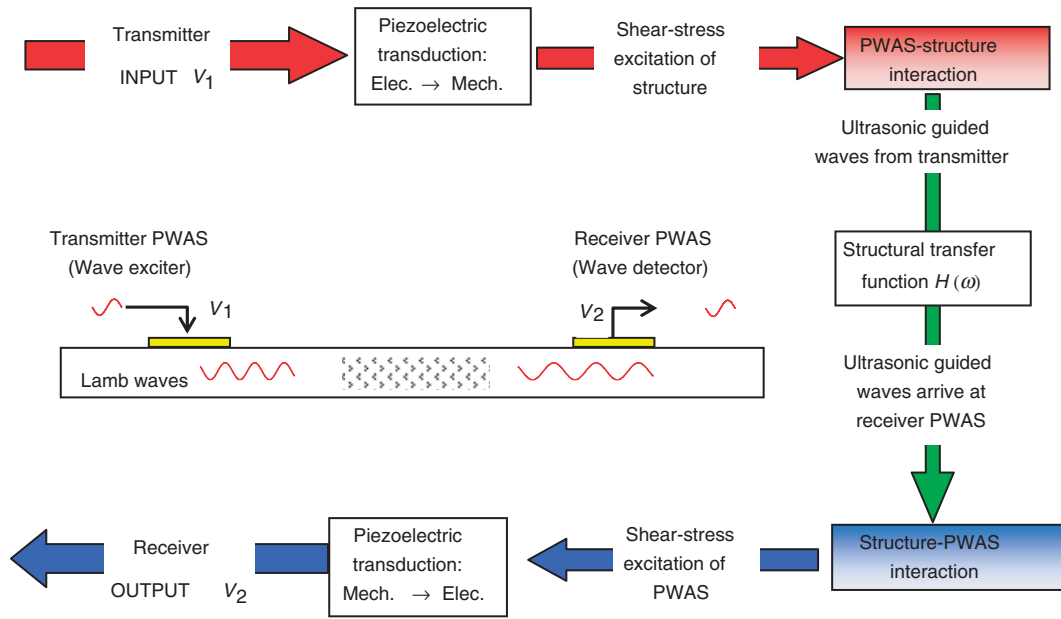 Transmitter
INPUT V1
Piezoelectric
transduction:
Elec. → Mech.
Shear-stress
excitation of
structure
PWAS-structure
interaction
Ultrasonic guided
waves from transmitter
Structural transfer
function H(ω)
Ultrasonic guided
waves arrive at
receiver PWAS
Transmitter PWAS
(Wave exciter)
V1
Receiver PWAS
(Wave detector)
V2
Lamb waves
Structure-PWAS
interaction
Shear-stress
excitation of
PWAS
Piezoelectric
transduction:
Mech. → Elec.
Receiver
OUTPUT V2